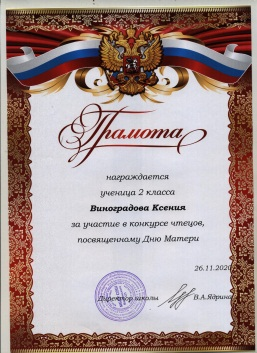 Грамота
награждается
ученица 2 класса
Виноградова Ксения
за участие в конкурсе чтецов,
посвященному Дню Матери
26.11.2020
Директор школы
В.А.Ядрина